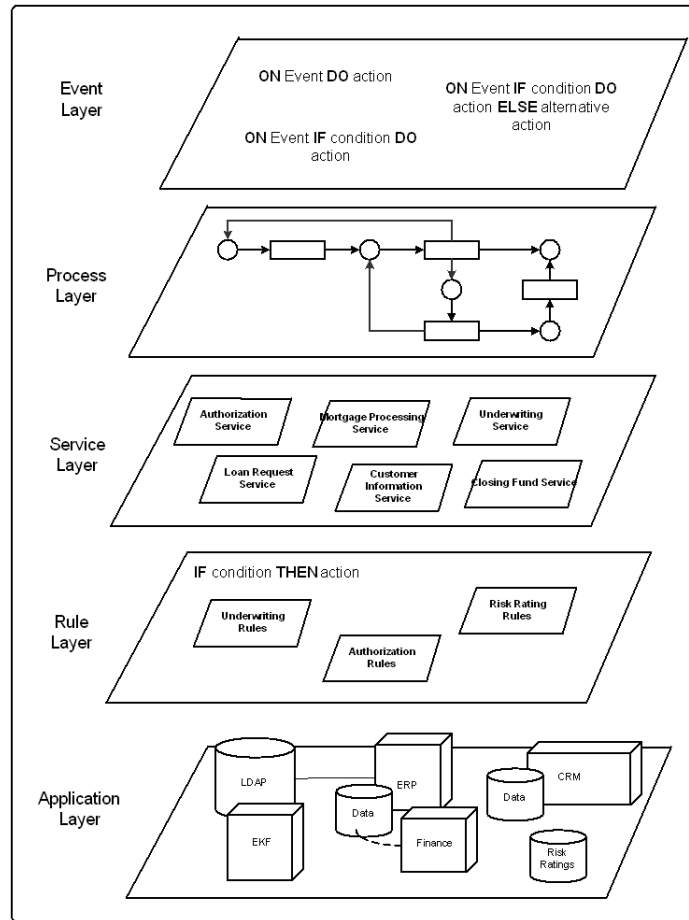 Event
Layer
ON Event DO action
ON Event IF condition DO
action ELSE alternative
action
ON Event IF condition DO
action
Process
Layer
Service
Layer
Authorization
Service
Mortgage Processing
Service
Underwriting
Service
Loan Request
Service
Customer
Information
Service
Closing Fund Service
Rule
Layer
IF condition THEN action
Underwriting
Rules
Risk Rating
Rules
Authorization
Rules
Application
Layer
LDAP
ERP
CRM
Data
Data
EKF
Finance
Risk
Ratings